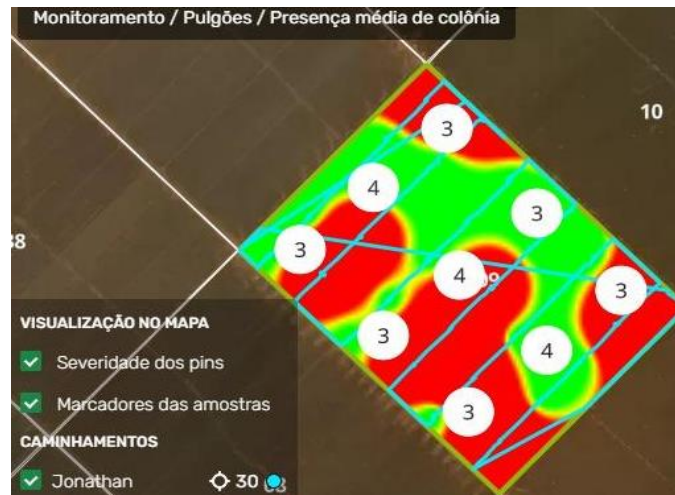 Monitoramento / Pulgões / Presença média de colônia
10
3
4
3
3
4
3
3
4
3
VISUALIZAÇÃO NO MAPA
Severidade dos pins
Marcadores das amostras
CAMINHAMENTOS
Jonathan 30